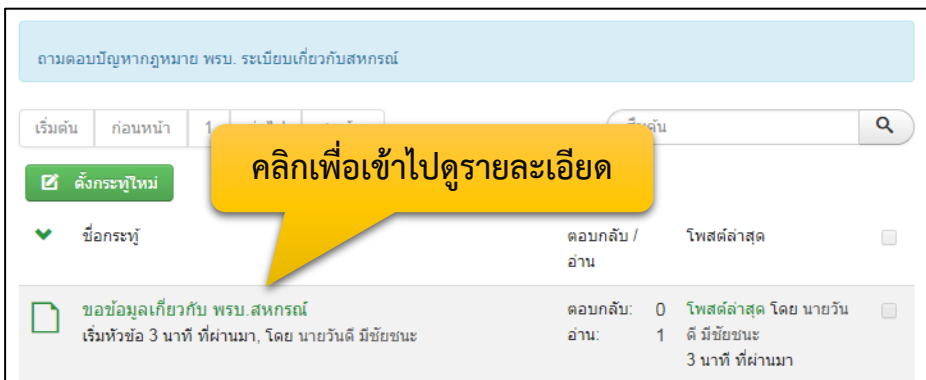 ถามตอบปัญหากฎหมาย พรบ. ระเบียบเกี่ยวกับสหกรณ์
เริ่มต้น ก่อนหน้า 1
คลิกเพื่อเข้าไปดูรายละเอียด
ตั้งกระทู้ใหม่
ชื่อกระทู้ ตอบกลับ / โพสต์ล่าสุด
อ่าน
ขอข้อมูลเกี่ยวกับ พรบ.สหกรณ์ ตอบกลับ: 0 โพสต์ล่าสุด โดย นายวัน
เริ่มหัวข้อ 3 นาที ที่ผ่านมา, โดย นายวันดี มีชัยชนะ อ่าน: 1 ดี มีชัยชนะ
3 นาที ที่ผ่านมา